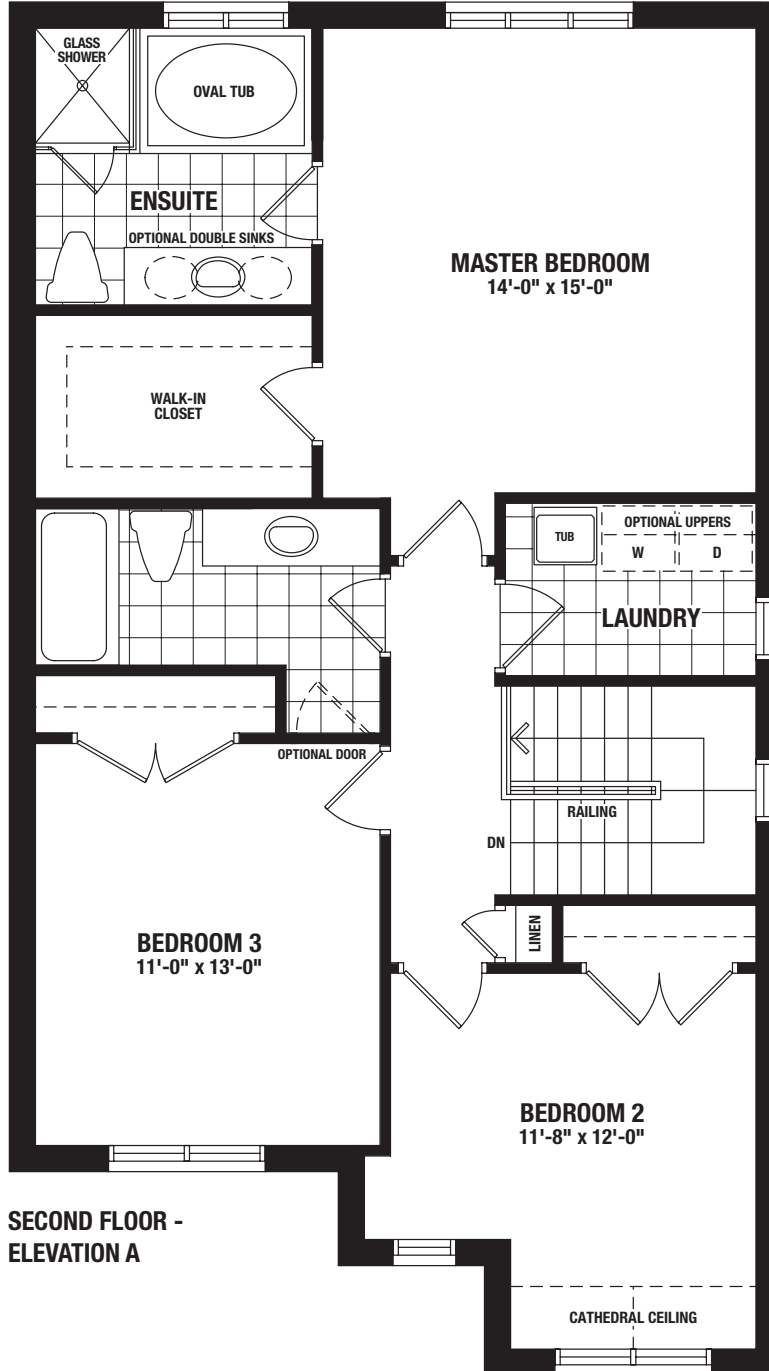 GLASS
SHOWER
OVAL TUB
ENSUITE
OPTIONAL DOUBLE SINKS
MASTER BEDROOM
14'-0" x 15'-0"
WALK-IN
CLOSET
TUB
OPTIONAL UPPERS
W D
LAUNDRY
OPTIONAL DOOR
RAILING
DN
LINEN
BEDROOM 3
11'-0" x 13'-0"
BEDROOM 2
11'-8" x 12'-0"
SECOND FLOOR -
ELEVATION A
CATHEDRAL CEILING